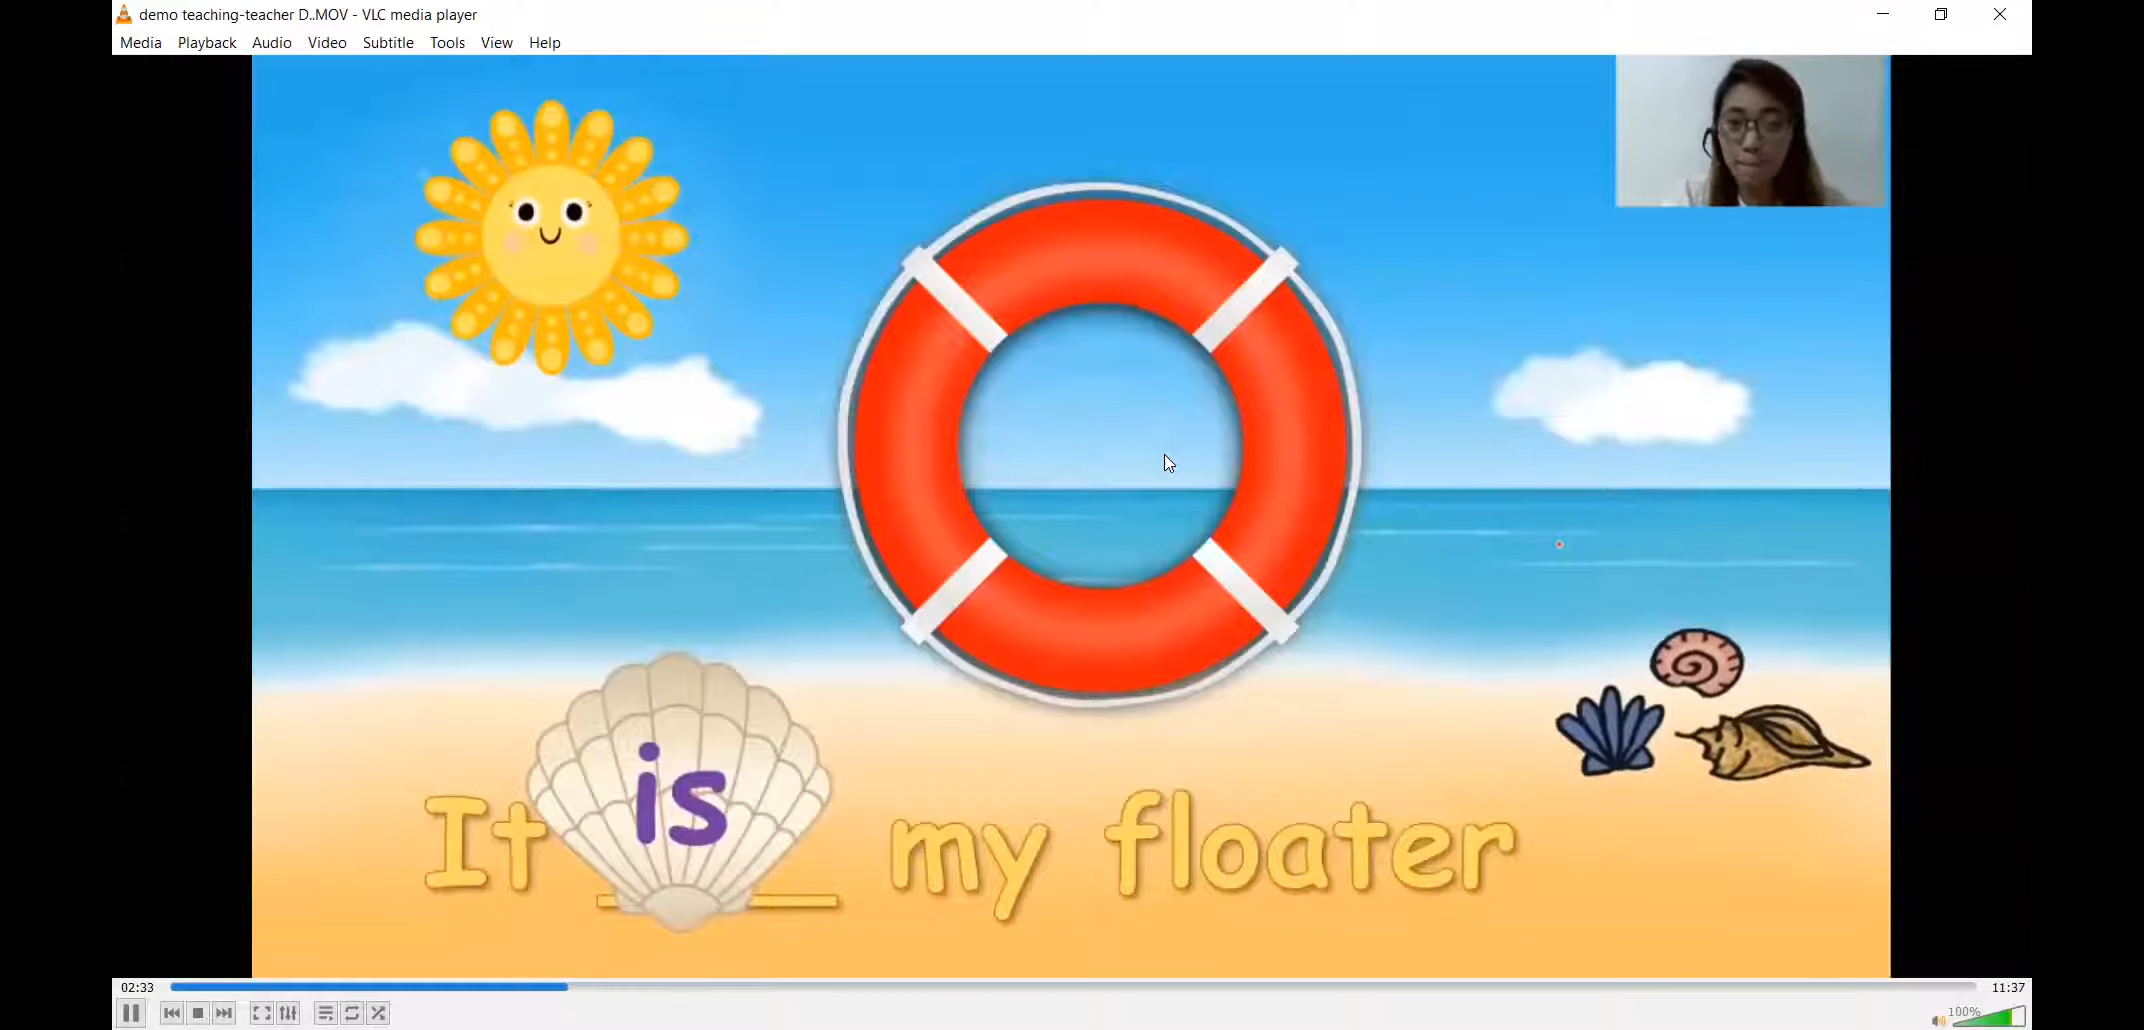 demo teaching-teacher D..MOV - VLC media player
Media Playback Audio Video Subtitle Tools View Help
It is my floater
02:33 11:37
100%